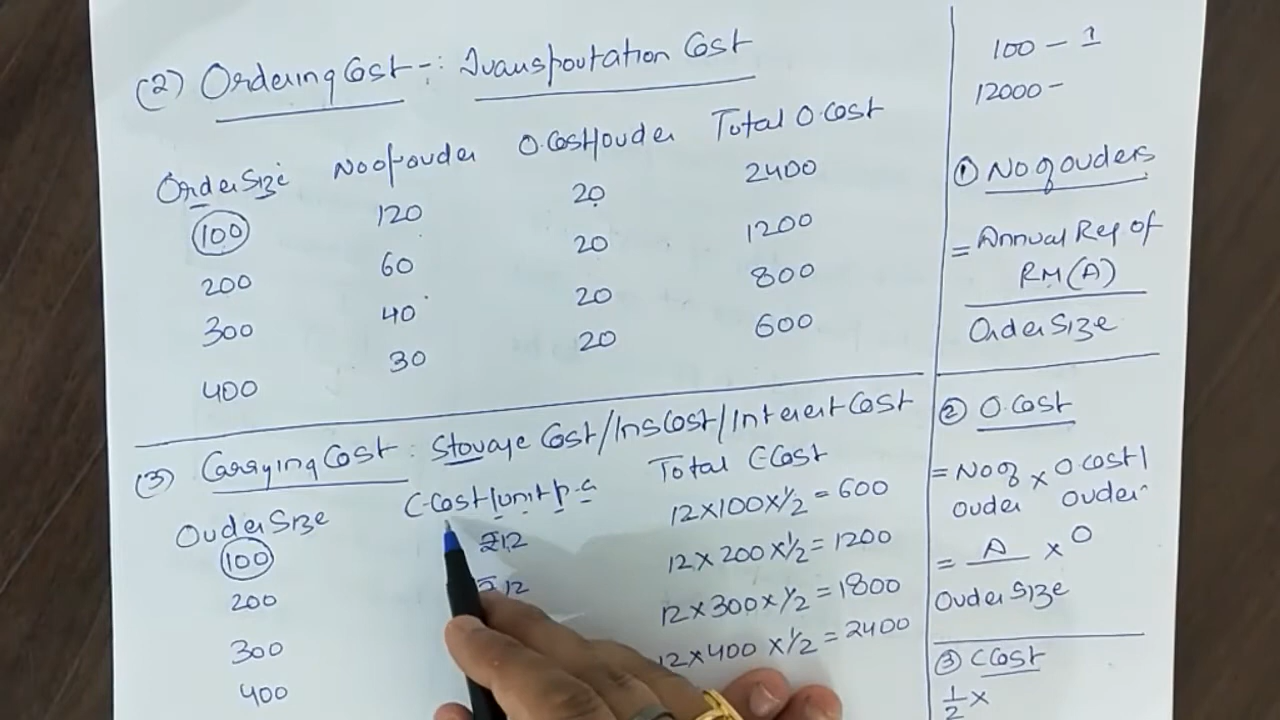 (2) Ordering Cost -: Transportation Cost
Order Size No of order O.Cost/order Total O.Cost
100 120 20 2400
200 60 20 1200
300 40 20 800
400 30 20 600
(3) Carrying Cost : Storage Cost/Ins Cost/Interest Cost
Order Size C-Cost/unit p.a Total C-Cost
100 ₹12 12×100×1/2 = 600
200 ₹12 12×200×1/2 = 1200
300 12×300×1/2 = 1800
400 12×400×1/2 = 2400
100 - 1
12000 -
① No of orders
= Annual Req of
RM (A)
Order Size
② O.Cost
= No of × O cost/
order order
= A × O
Order Size
③ C Cost
1/2 ×